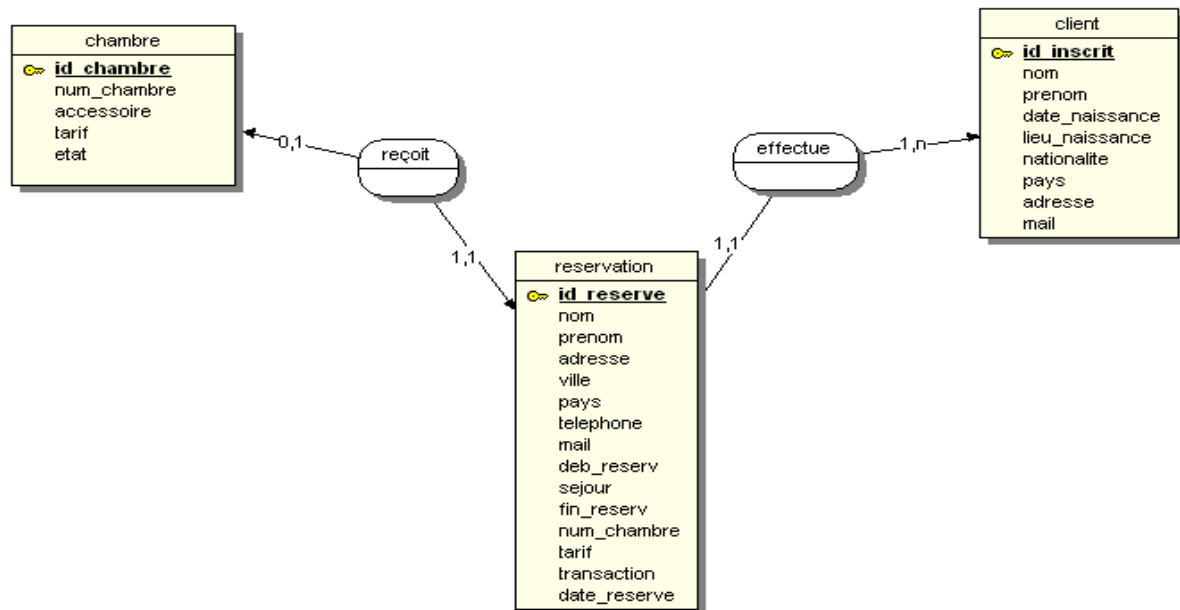 chambre
id_chambre
num_chambre
accessoire
tarif
etat
0,1
reçoit
1,1
effectue
1,n
1,1
client
id_inscrit
nom
prenom
date_naissance
lieu_naissance
nationalite
pays
adresse
mail
reservation
id_reserve
nom
prenom
adresse
ville
pays
telephone
mail
deb_reserv
sejour
fin_reserv
num_chambre
tarif
transaction
date_reserve